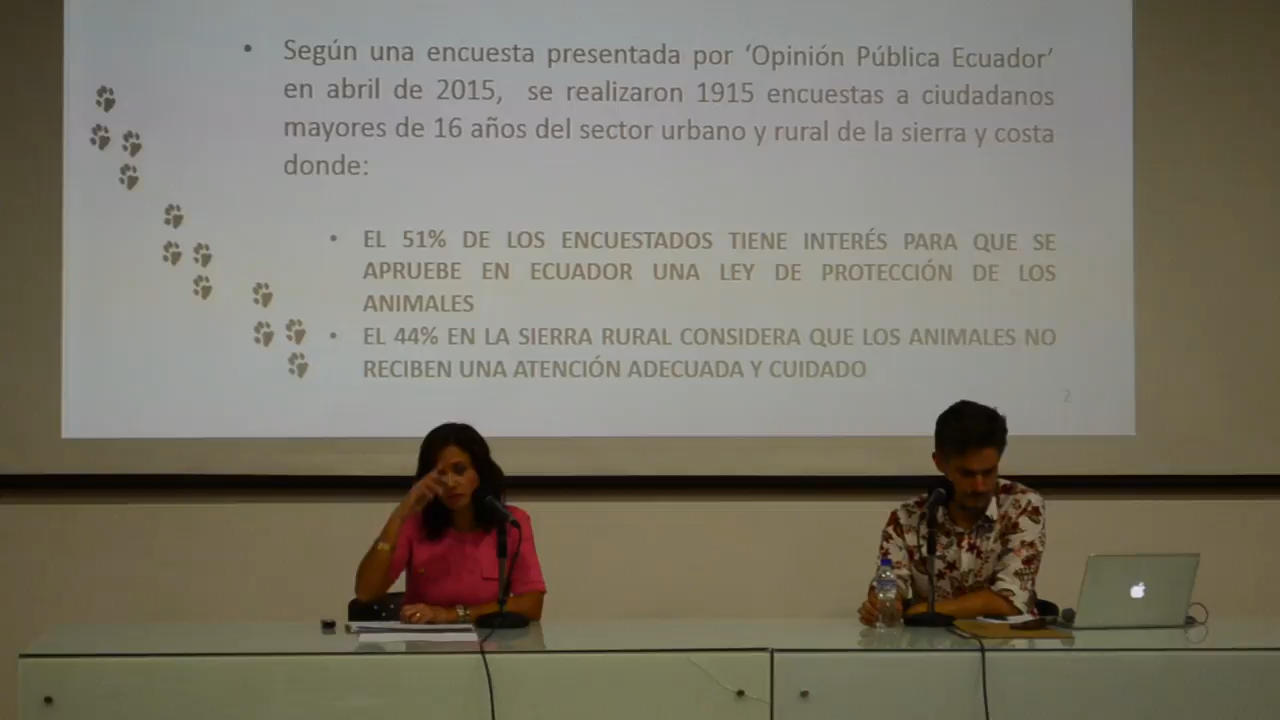 • Según una encuesta presentada por ‘Opinión Pública Ecuador’
en abril de 2015, se realizaron 1915 encuestas a ciudadanos
mayores de 16 años del sector urbano y rural de la sierra y costa
donde:
• EL 51% DE LOS ENCUESTADOS TIENE INTERÉS PARA QUE SE
APRUEBE EN ECUADOR UNA LEY DE PROTECCIÓN DE LOS
ANIMALES
• EL 44% EN LA SIERRA RURAL CONSIDERA QUE LOS ANIMALES NO
RECIBEN UNA ATENCIÓN ADECUADA Y CUIDADO
2